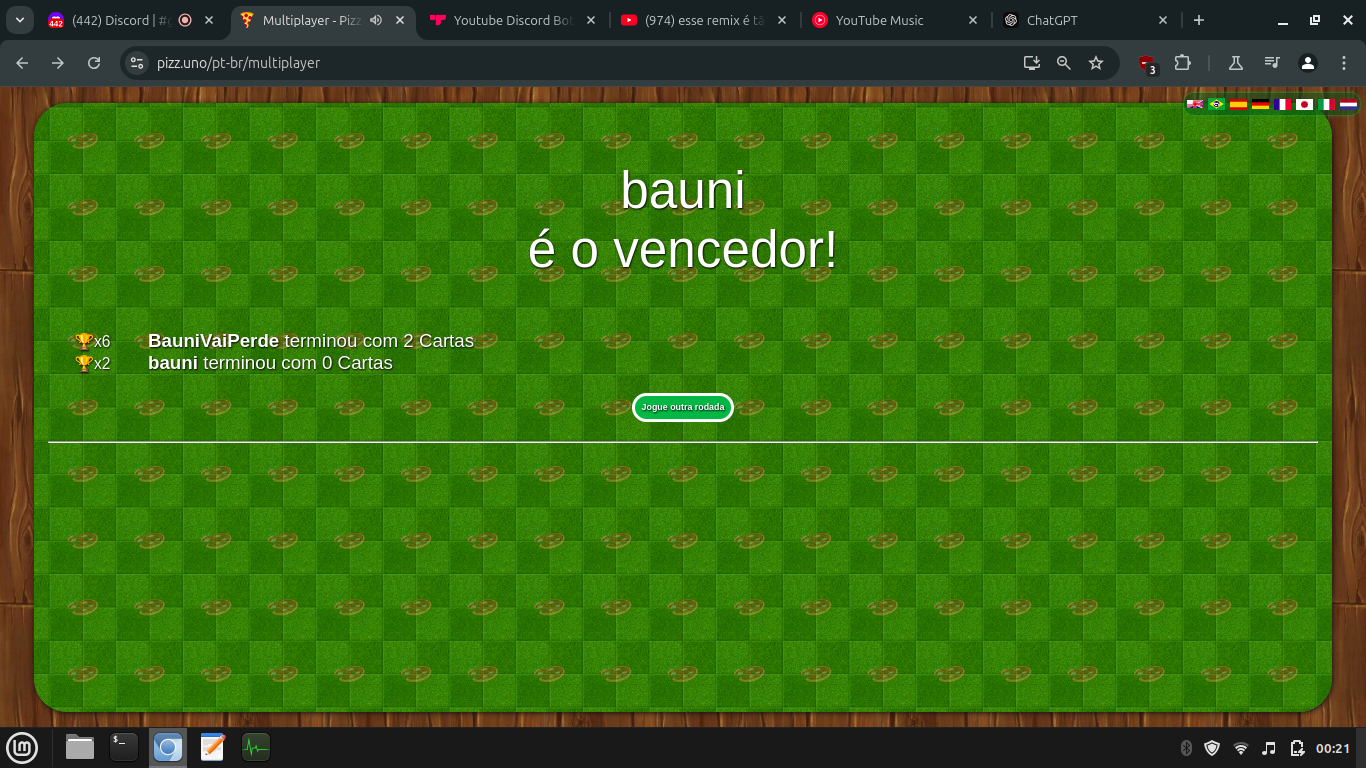 (442) Discord | #g
Multiplayer - Pizz
Youtube Discord Bot
(974) esse remix é tã
YouTube Music
ChatGPT
pizz.uno/pt-br/multiplayer
3
bauni
é o vencedor!
x6 BauniVaiPerde terminou com 2 Cartas
x2 bauni terminou com 0 Cartas
Jogue outra rodada
00:21